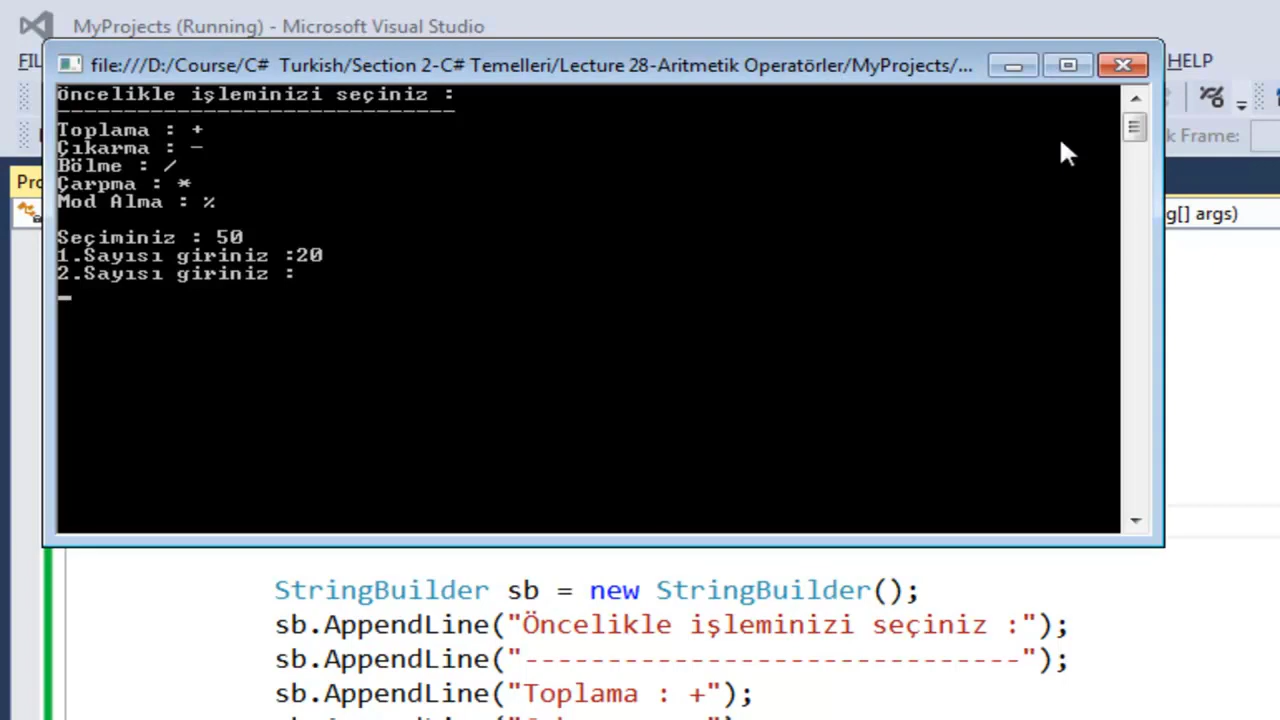 MyProjects (Running) - Microsoft Visual Studio
FIL
HELP
file:///D:/Course/C# Turkish/Section 2-C# Temelleri/Lecture 28-Aritmetik Operatörler/MyProjects/...
k Frame:
Pro
g[] args)
Öncelikle işleminizi seçiniz :
------------------------------
Toplama : +
Çıkarma : -
Bölme : /
Çarpma : *
Mod Alma : %
Seçiminiz : 50
1.Sayısı giriniz :20
2.Sayısı giriniz :
StringBuilder sb = new StringBuilder();
sb.AppendLine("Öncelikle işleminizi seçiniz :");
sb.AppendLine("------------------------------");
sb.AppendLine("Toplama : +");